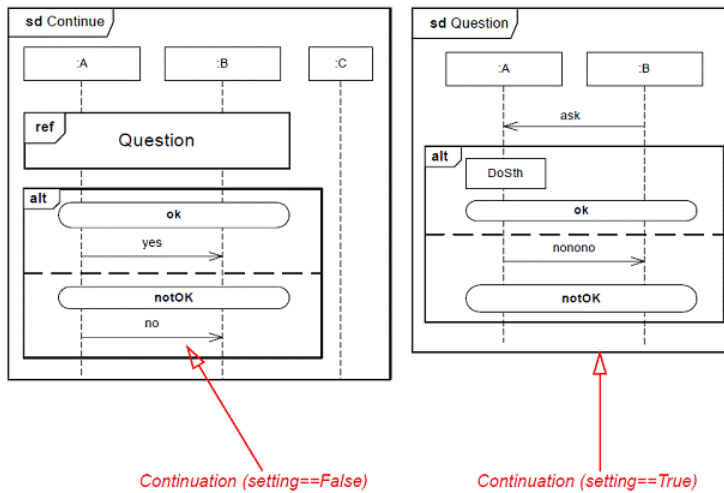 sd Continue
:A
:B
:C
ref
Question
alt
ok
yes
notOK
no
Continuation (setting==False)
sd Question
:A
:B
ask
alt
DoSth
ok
nonono
notOK
Continuation (setting==True)